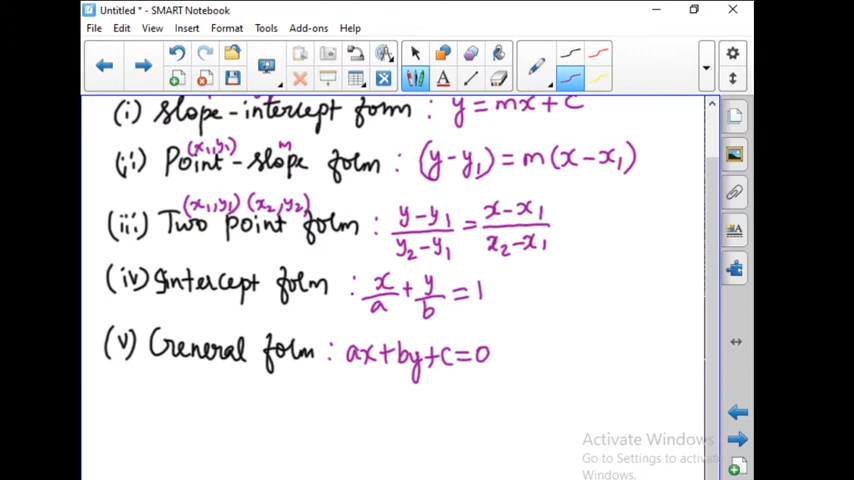 Untitled * - SMART Notebook
File Edit View Insert Format Tools Add-ons Help
(i) Slope-intercept form : y = mx + c
(x₁,y₁) m
(ii) Point-slope form : (y-y₁) = m(x-x₁)
(x₁,y₁) (x₂,y₂)
(iii) Two point form : (y-y₁)/(y₂-y₁) = (x-x₁)/(x₂-x₁)
(iv) Intercept form : x/a + y/b = 1
(v) General form : ax+by+c=0
Activate Windows
Go to Settings to activate
Windows.